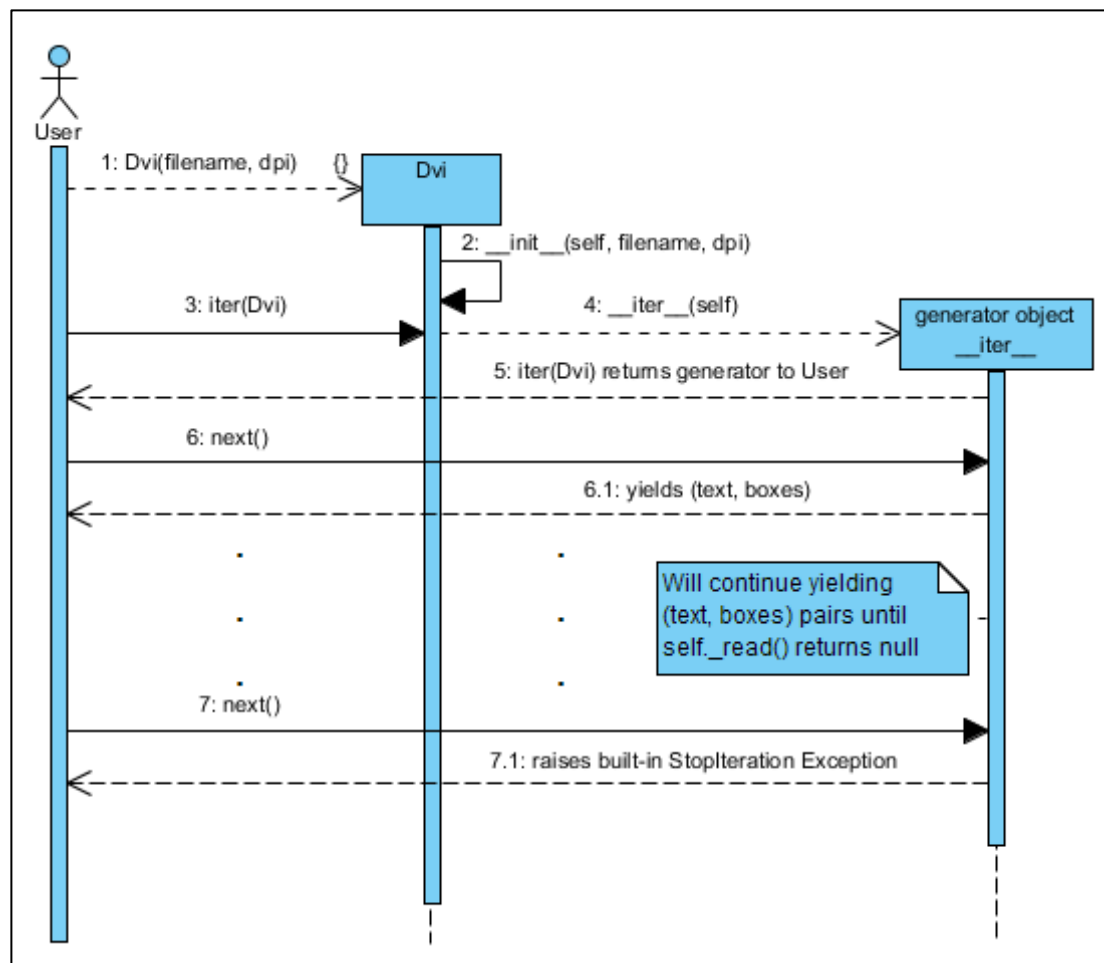 User
1: Dvi(filename, dpi)
{}
Dvi
2: __init__(self, filename, dpi)
3: iter(Dvi)
4: __iter__(self)
generator object
__iter__
5: iter(Dvi) returns generator to User
6: next()
6.1: yields (text, boxes)
Will continue yielding
(text, boxes) pairs until
self._read() returns null
7: next()
7.1: raises built-in StopIteration Exception